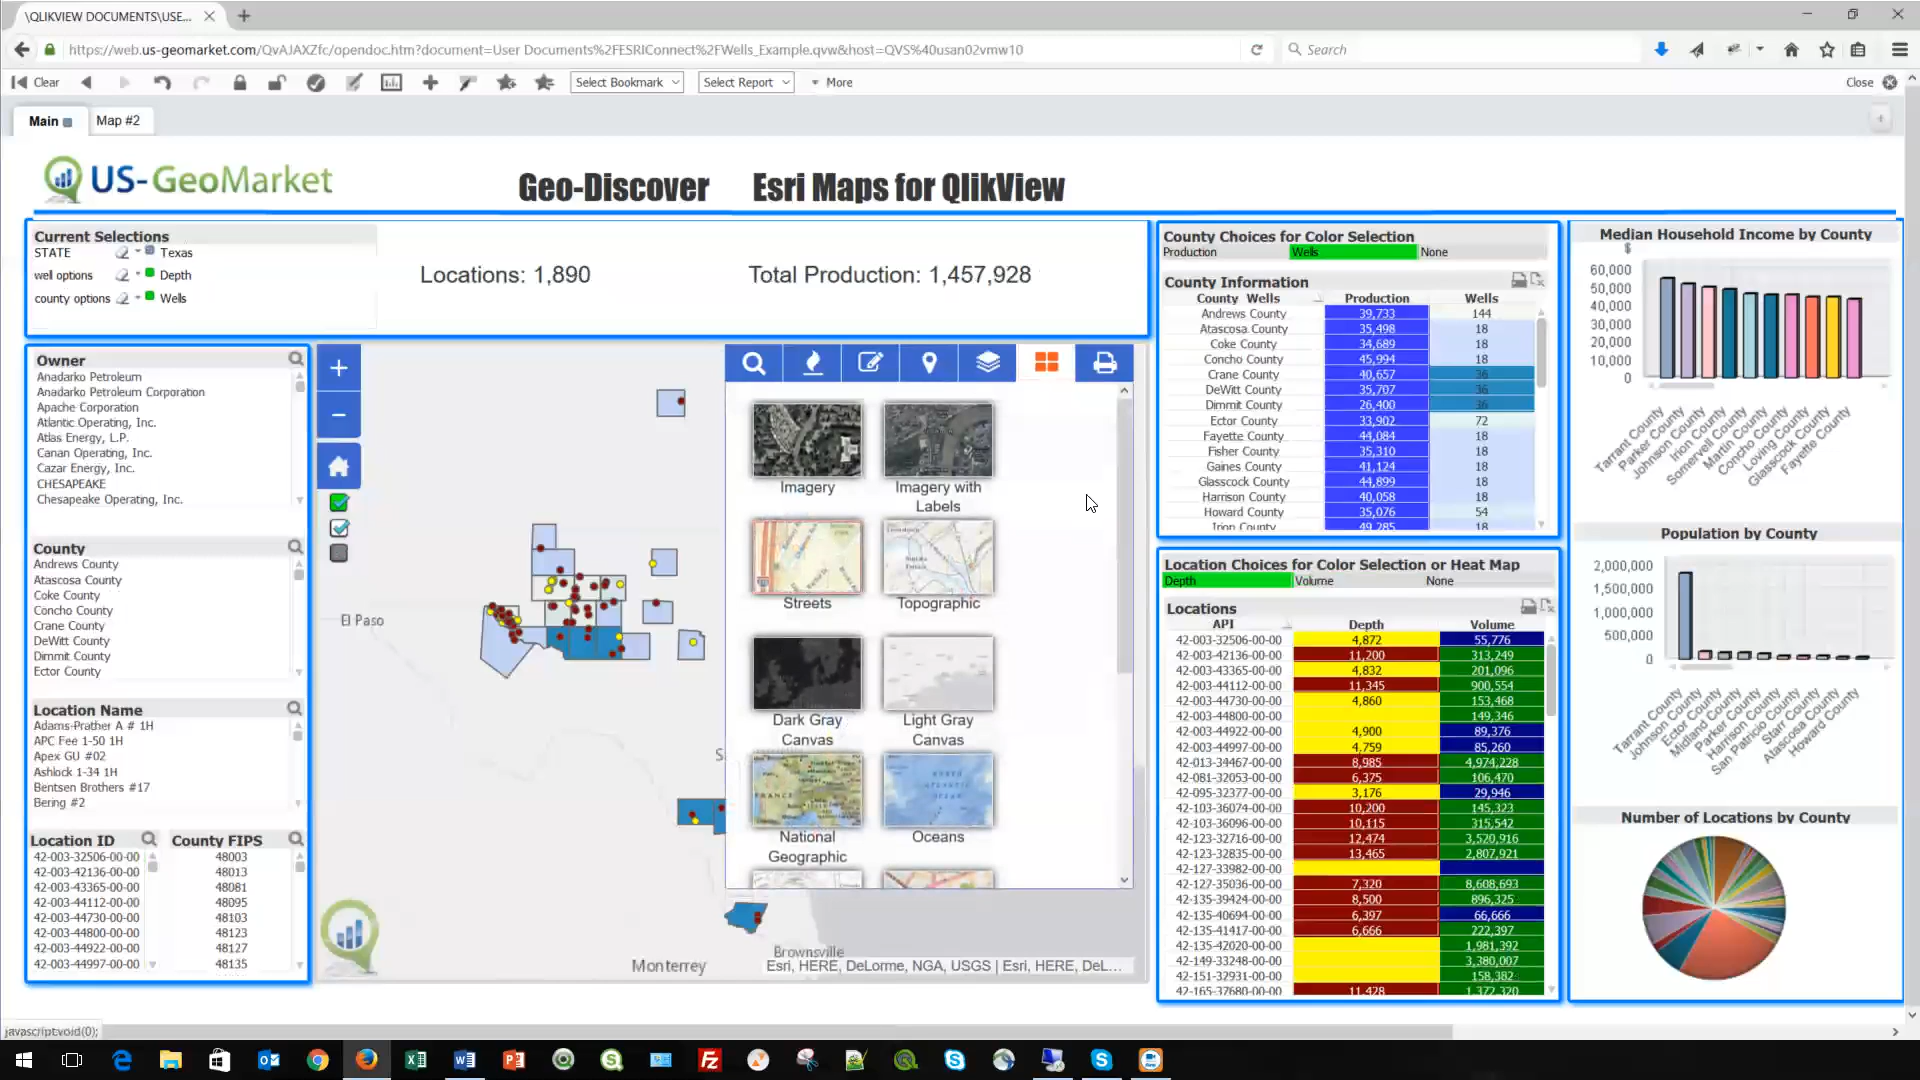 \QLIKVIEW DOCUMENTS\USE...
https://web.us-geomarket.com/QvAJAXZfc/opendoc.htm?document=User Documents%2FESRIConnect%2FWells_Example.qvw&host=QVS%40usan02vmw10
Search
Clear
Select Bookmark
Select Report
More
Close
Main
Map #2
US-GeoMarket
Geo-Discover Esri Maps for QlikView
Current Selections
STATE Texas
well options Depth
county options Wells
Locations: 1,890
Total Production: 1,457,928
Owner
Anadarko Petroleum
Anadarko Petroleum Corporation
Apache Corporation
Atlantic Operating, Inc.
Atlas Energy, L.P.
Canan Operating, Inc.
Cazar Energy, Inc.
CHESAPEAKE
Chesapeake Operating, Inc.
County
Andrews County
Atascosa County
Coke County
Concho County
Crane County
DeWitt County
Dimmit County
Ector County
Location Name
Adams-Prather A # 1H
APC Fee 1-50 1H
Apex GU #02
Ashlock 1-34 1H
Bentsen Brothers #17
Bering #2
Location ID County FIPS
42-003-32506-00-00 48003
42-003-42136-00-00 48013
42-003-43365-00-00 48081
42-003-44112-00-00 48095
42-003-44730-00-00 48103
42-003-44800-00-00 48123
42-003-44922-00-00 48127
42-003-44997-00-00 48135
El Paso
Monterrey
Brownsville
Esri, HERE, DeLorme, NGA, USGS | Esri, HERE, DeL...
Imagery
Imagery with
Labels
Streets
Topographic
Dark Gray
Canvas
Light Gray
Canvas
National
Geographic
Oceans
County Choices for Color Selection
Production Wells None
County Information
County Wells Production Wells
Andrews County 39,733 144
Atascosa County 35,498 18
Coke County 34,689 18
Concho County 45,994 18
Crane County 40,657 36
DeWitt County 35,707 36
Dimmit County 26,400 36
Ector County 33,902 72
Fayette County 44,084 18
Fisher County 35,310 18
Gaines County 41,124 18
Glasscock County 44,899 18
Harrison County 40,058 18
Howard County 35,076 54
Irion County 49,285 18
Location Choices for Color Selection or Heat Map
Depth Volume None
Locations
API Depth Volume
42-003-32506-00-00 4,872 55,776
42-003-42136-00-00 11,200 313,249
42-003-43365-00-00 4,832 201,096
42-003-44112-00-00 11,345 900,554
42-003-44730-00-00 4,860 153,468
42-003-44800-00-00 149,346
42-003-44922-00-00 4,900 89,376
42-003-44997-00-00 4,759 85,260
42-013-34467-00-00 8,985 4,974,228
42-081-32053-00-00 6,375 106,470
42-095-32377-00-00 3,176 29,946
42-103-36074-00-00 10,200 145,323
42-103-36096-00-00 10,115 315,542
42-123-32716-00-00 12,474 3,520,916
42-123-32835-00-00 13,465 2,807,921
42-127-33982-00-00
42-127-35036-00-00 7,320 8,608,693
42-135-39424-00-00 8,500 896,325
42-135-40694-00-00 6,397 66,666
42-135-41417-00-00 6,666 222,397
42-135-42020-00-00 1,981,392
42-149-33248-00-00 3,380,007
42-151-32931-00-00 158,382
42-165-37680-00-00 11,428 1,372,320
Median Household Income by County
$
60,000
50,000
40,000
30,000
20,000
10,000
0
Tarrant County
Parker County
Johnson County
Irion County
Somervell County
Martin County
Concho County
Loving County
Glasscock County
Fayette County
Population by County
2,000,000
1,500,000
1,000,000
500,000
0
Tarrant County
Johnson County
Ector County
Midland County
Parker County
Harrison County
San Patricio County
Starr County
Atascosa County
Howard County
Number of Locations by County
javascript:void(0);